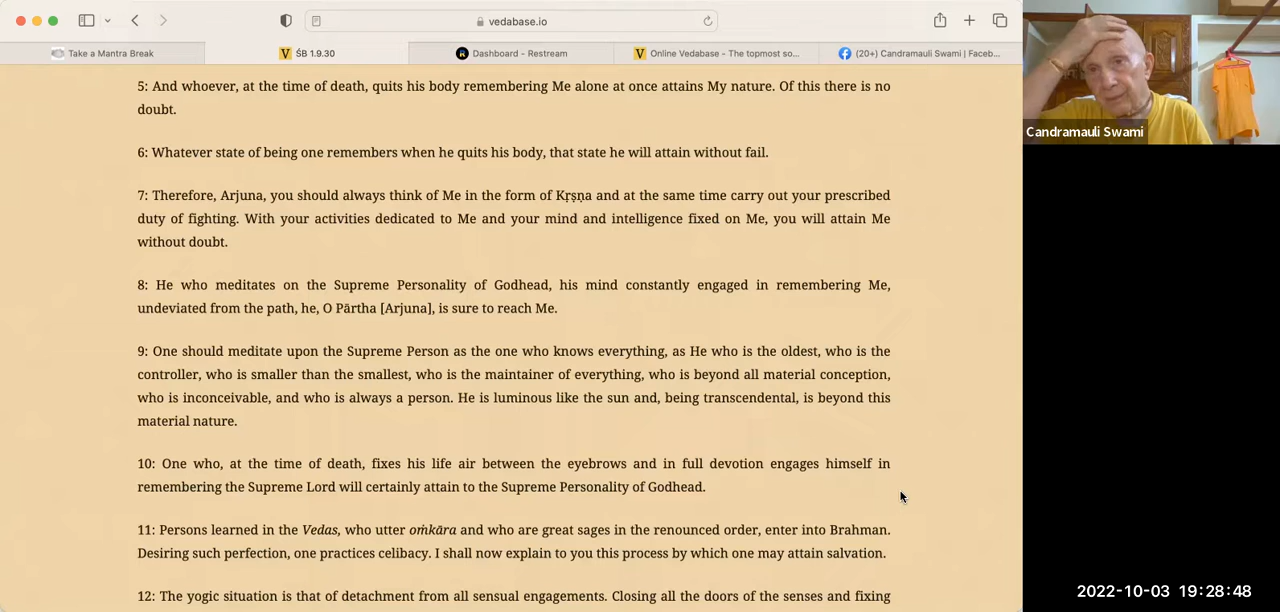 vedabase.io
Take a Mantra Break
ŚB 1.9.30
Dashboard - Restream
Online Vedabase - The topmost so...
(20+) Candramauli Swami | Faceb...
5: And whoever, at the time of death, quits his body remembering Me alone at once attains My nature. Of this there is no
doubt.
6: Whatever state of being one remembers when he quits his body, that state he will attain without fail.
7: Therefore, Arjuna, you should always think of Me in the form of Kṛṣṇa and at the same time carry out your prescribed
duty of fighting. With your activities dedicated to Me and your mind and intelligence fixed on Me, you will attain Me
without doubt.
8: He who meditates on the Supreme Personality of Godhead, his mind constantly engaged in remembering Me,
undeviated from the path, he, O Pārtha [Arjuna], is sure to reach Me.
9: One should meditate upon the Supreme Person as the one who knows everything, as He who is the oldest, who is the
controller, who is smaller than the smallest, who is the maintainer of everything, who is beyond all material conception,
who is inconceivable, and who is always a person. He is luminous like the sun and, being transcendental, is beyond this
material nature.
10: One who, at the time of death, fixes his life air between the eyebrows and in full devotion engages himself in
remembering the Supreme Lord will certainly attain to the Supreme Personality of Godhead.
11: Persons learned in the Vedas, who utter oṁkāra and who are great sages in the renounced order, enter into Brahman.
Desiring such perfection, one practices celibacy. I shall now explain to you this process by which one may attain salvation.
12: The yogic situation is that of detachment from all sensual engagements. Closing all the doors of the senses and fixing
Candramauli Swami
2022-10-03 19:28:48